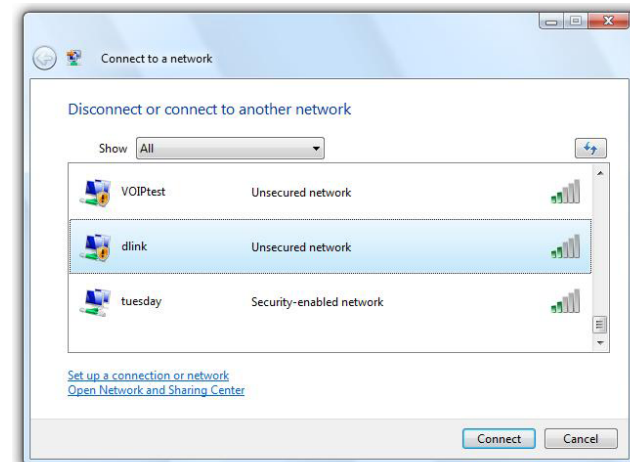 Connect to a network
Disconnect or connect to another network
Show All
VOIPtest Unsecured network
dlink Unsecured network
tuesday Security-enabled network
Set up a connection or network
Open Network and Sharing Center
Connect Cancel